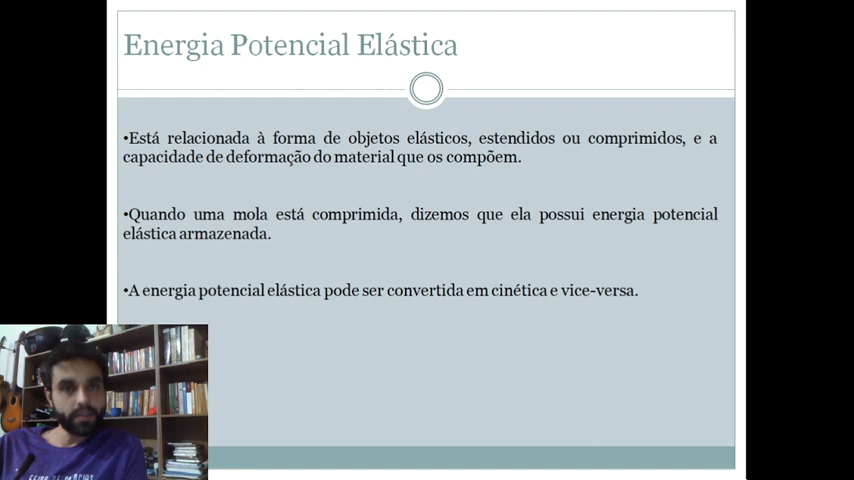 Energia Potencial Elástica
•Está relacionada à forma de objetos elásticos, estendidos ou comprimidos, e a
capacidade de deformação do material que os compõem.
•Quando uma mola está comprimida, dizemos que ela possui energia potencial
elástica armazenada.
•A energia potencial elástica pode ser convertida em cinética e vice-versa.